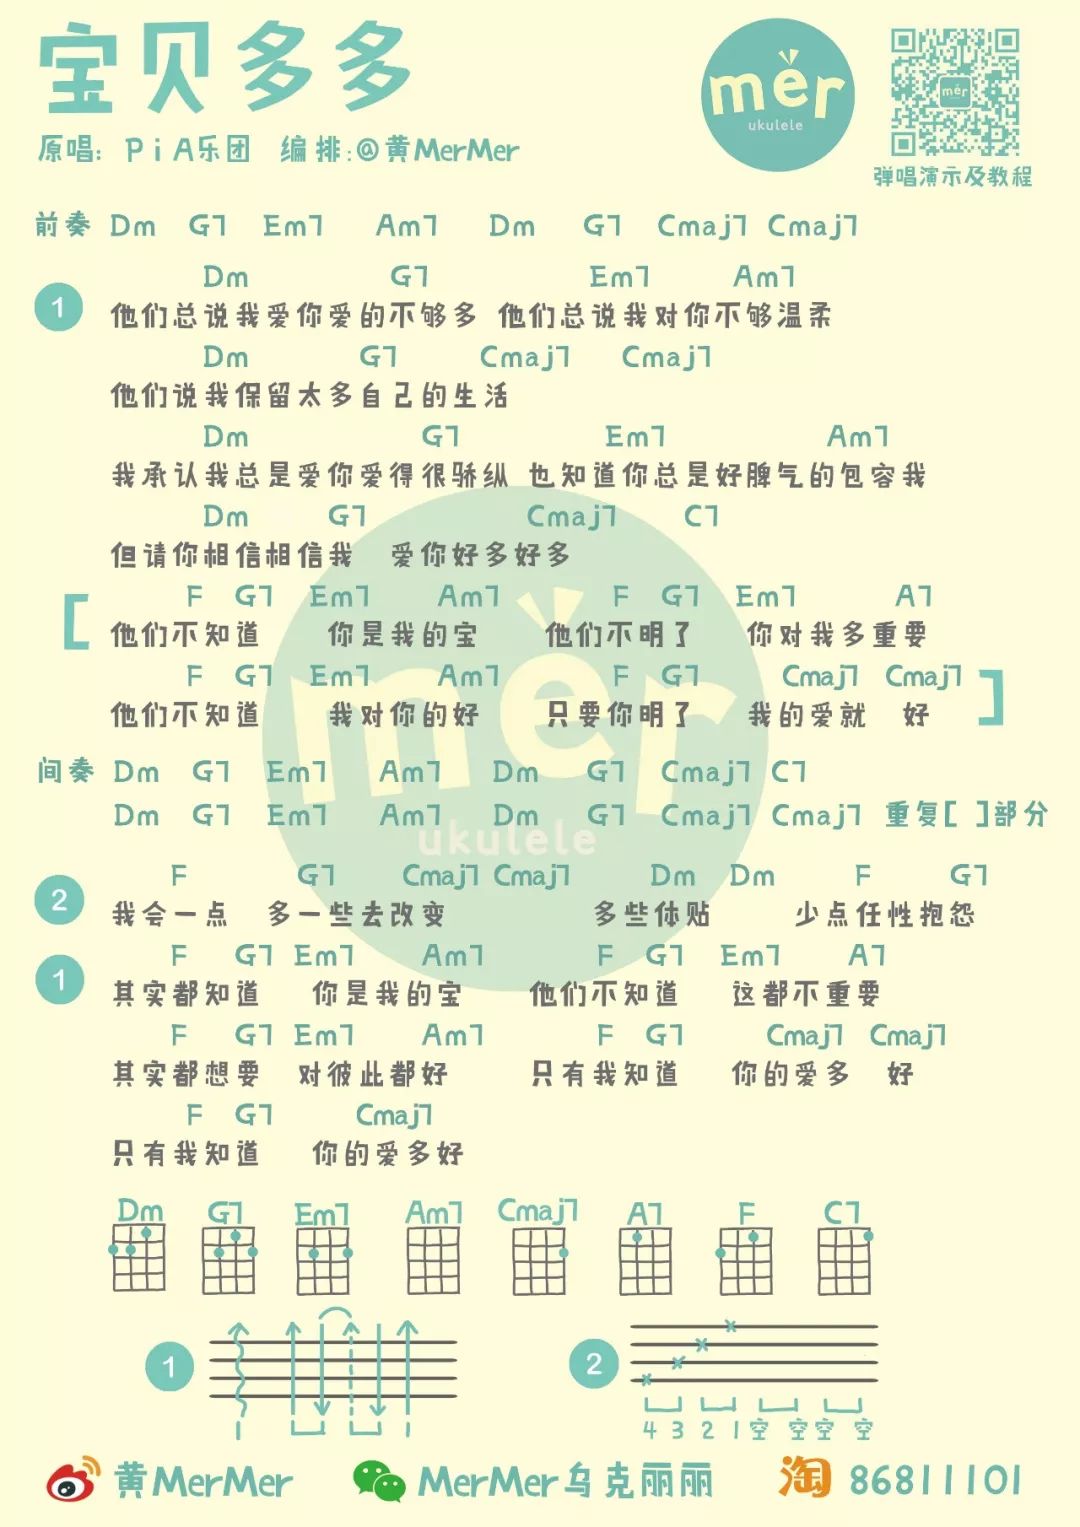 宝贝多多
mer
ukulele
mer
原唱: PiA乐团 编排:@黄MerMer
弹唱演示及教程
前奏 Dm G7 Em7 Am7 Dm G7 Cmaj7 Cmaj7
Dm G7 Em7 Am7
1 他们总说我爱你爱的不够多 他们总说我对你不够温柔
Dm G7 Cmaj7 Cmaj7
他们说我保留太多自己的生活
Dm G7 Em7 Am7
我承认我总是爱你爱得很骄纵 也知道你总是好脾气的包容我
Dm G7 Cmaj7 C7
但请你相信相信我 爱你好多好多
F G7 Em7 Am7 F G7 Em7 A7
[ 他们不知道 你是我的宝 他们不明了 你对我多重要
F G7 Em7 Am7 F G7 Cmaj7 Cmaj7
他们不知道 我对你的好 只要你明了 我的爱就 好 ]
间奏 Dm G7 Em7 Am7 Dm G7 Cmaj7 C7
Dm G7 Em7 Am7 Dm G7 Cmaj7 Cmaj7 重复[ ]部分
mer
ukulele
F G7 Cmaj7 Cmaj7 Dm Dm F G7
2 我会一点 多一些去改变 多些体贴 少点任性抱怨
F G7 Em7 Am7 F G7 Em7 A7
1 其实都知道 你是我的宝 他们不知道 这都不重要
F G7 Em7 Am7 F G7 Cmaj7 Cmaj7
其实都想要 对彼此都好 只有我知道 你的爱多 好
F G7 Cmaj7
只有我知道 你的爱多好
Dm G7 Em7 Am7 Cmaj7 A7 F C7
1
2
4 3 2 1 空 空 空 空
黄MerMer MerMer乌克丽丽 淘 86811101